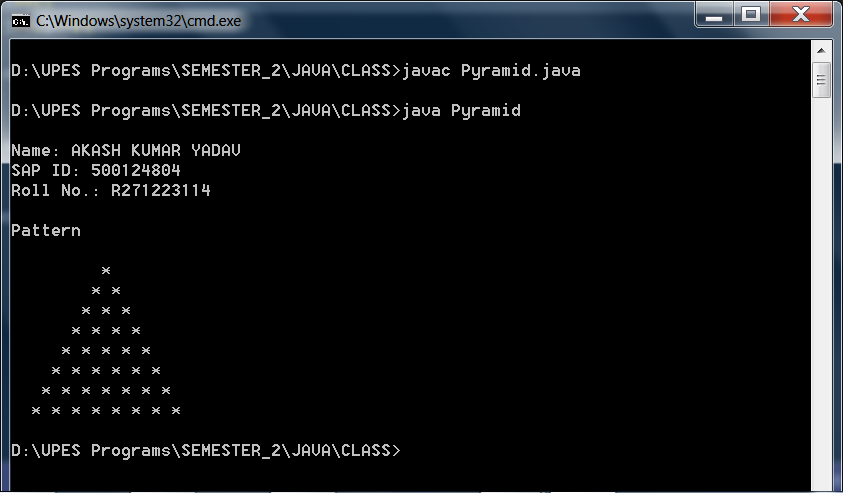 C:\Windows\system32\cmd.exe
D:\UPES Programs\SEMESTER_2\JAVA\CLASS>javac Pyramid.java
D:\UPES Programs\SEMESTER_2\JAVA\CLASS>java Pyramid
Name: AKASH KUMAR YADAV
SAP ID: 500124804
Roll No.: R271223114
Pattern
         *
        * *
       * * *
      * * * *
     * * * * *
    * * * * * *
   * * * * * * *
  * * * * * * * *
D:\UPES Programs\SEMESTER_2\JAVA\CLASS>